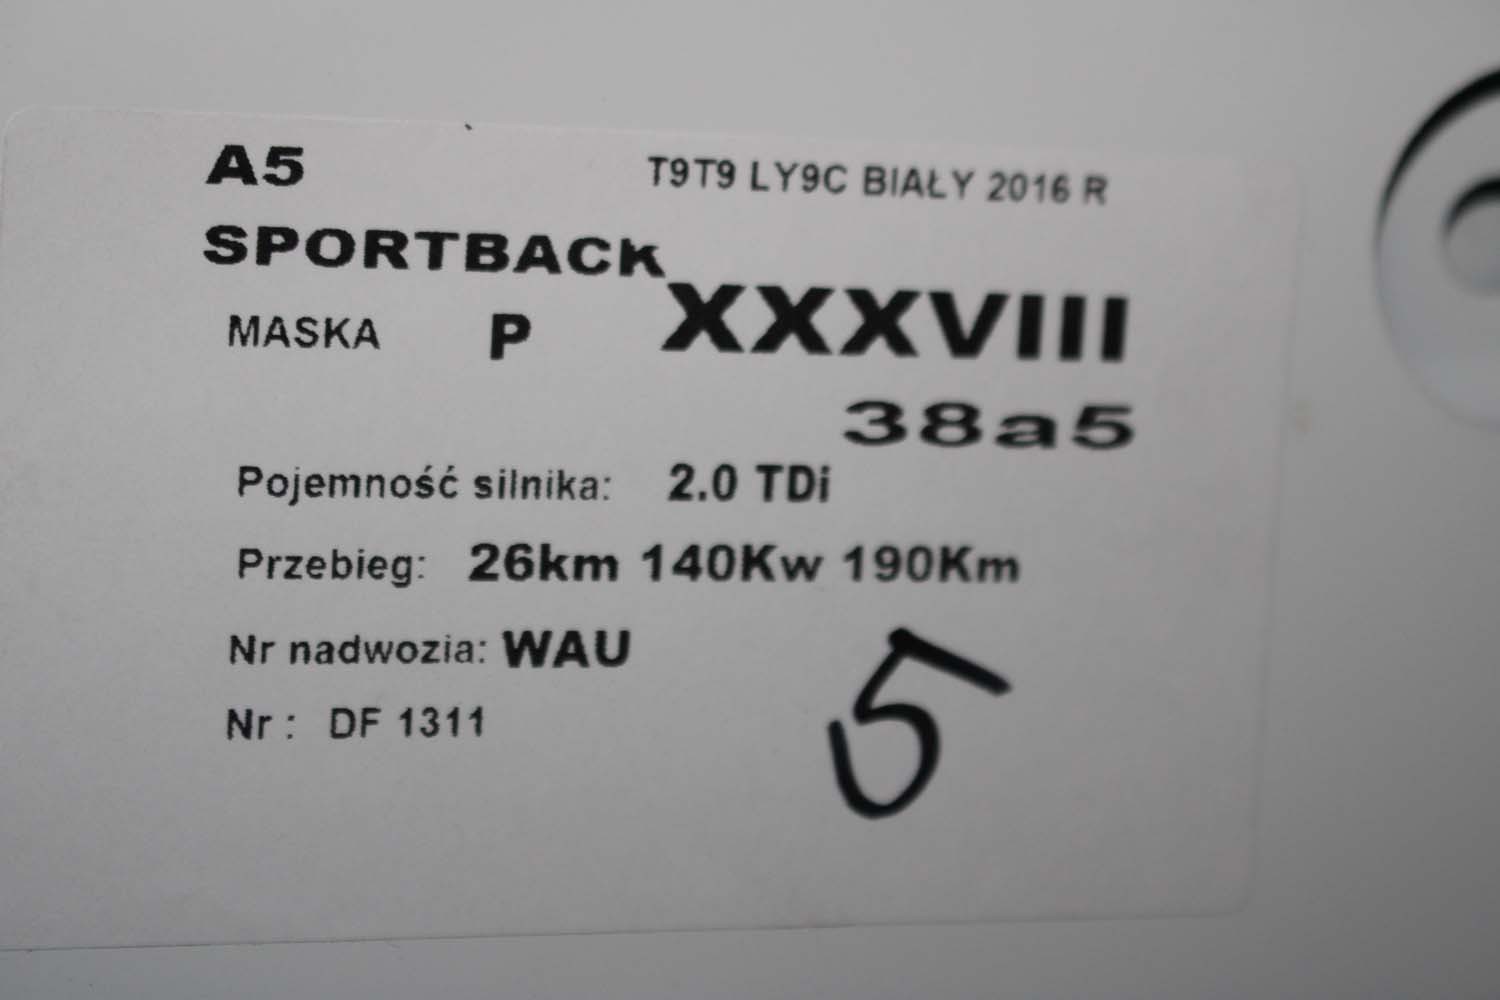 A5
T9T9 LY9C BIAŁY 2016 R
SPORTBACK
MASKA P XXXVIII
38a5
Pojemność silnika: 2.0 TDi
Przebieg: 26km 140Kw 190Km
Nr nadwozia: WAU
Nr : DF 1311
5